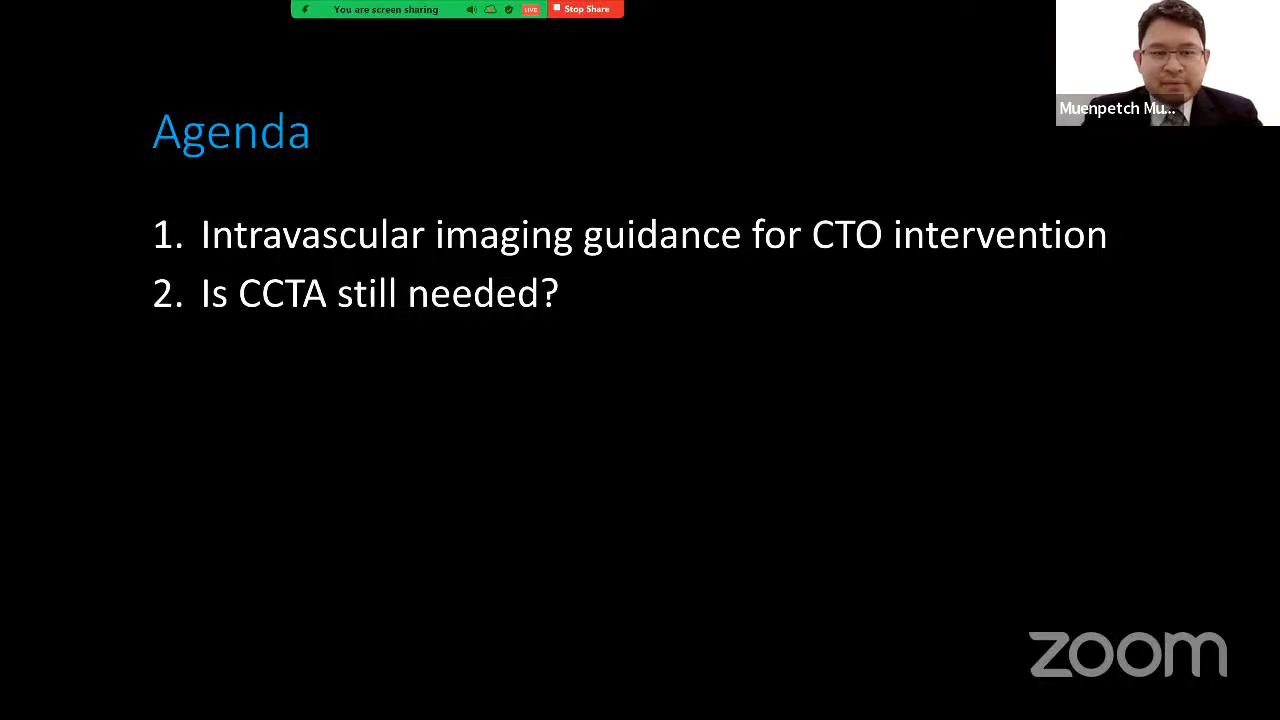 You are screen sharing
LIVE
Stop Share
Muenpetch Mu...
Agenda
1. Intravascular imaging guidance for CTO intervention
2. Is CCTA still needed?
zoom